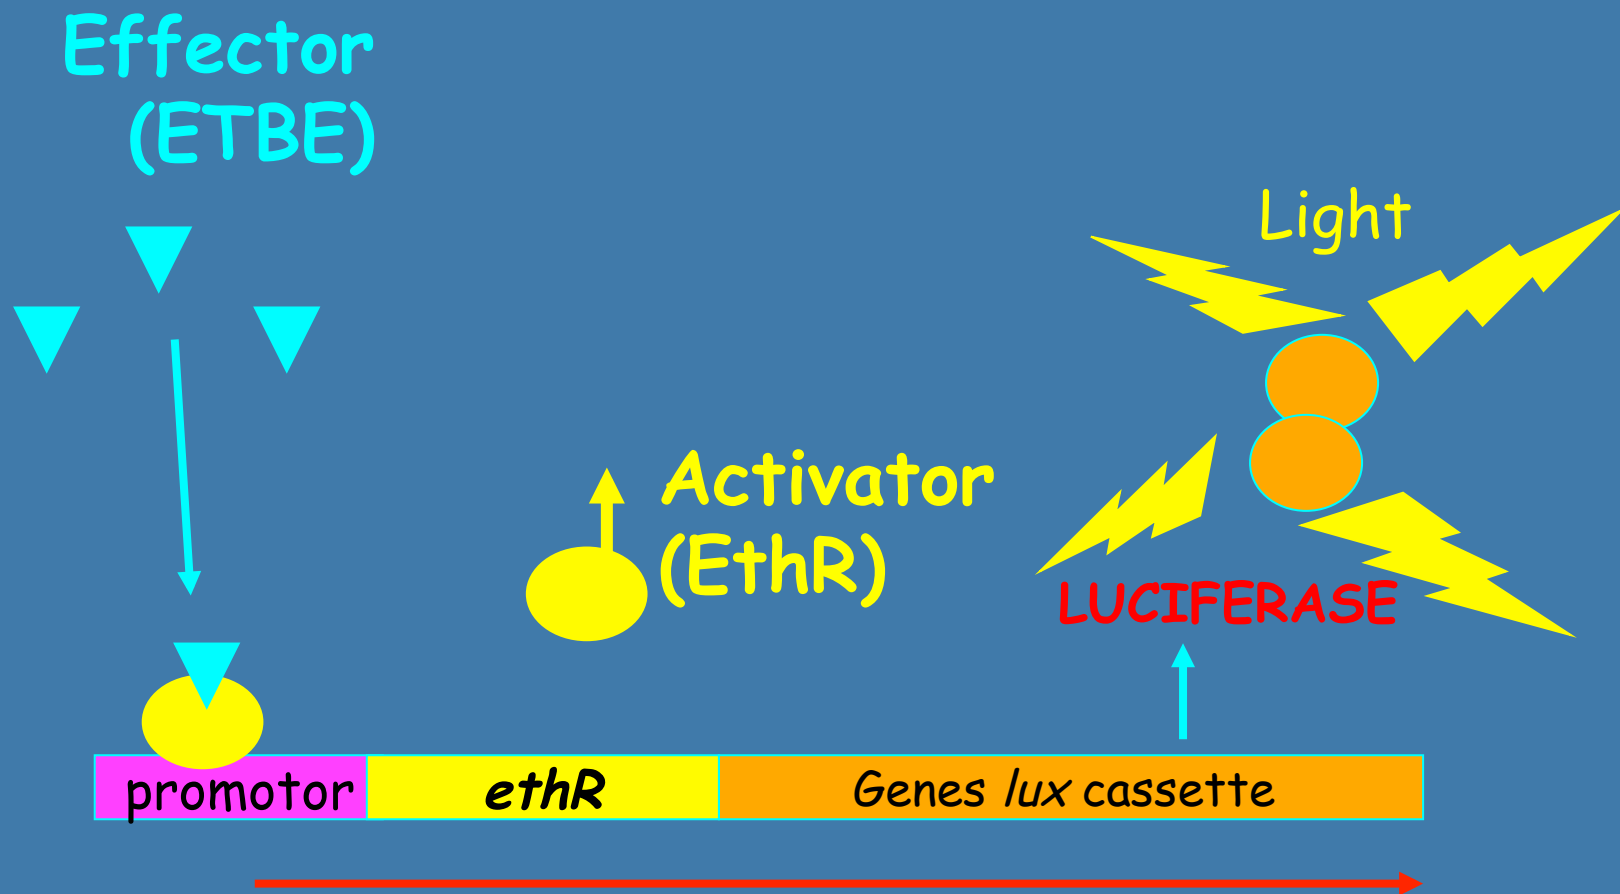 Effector
(ETBE)
Light
Activator
(EthR)
LUCIFERASE
promotor
ethR
Genes lux cassette